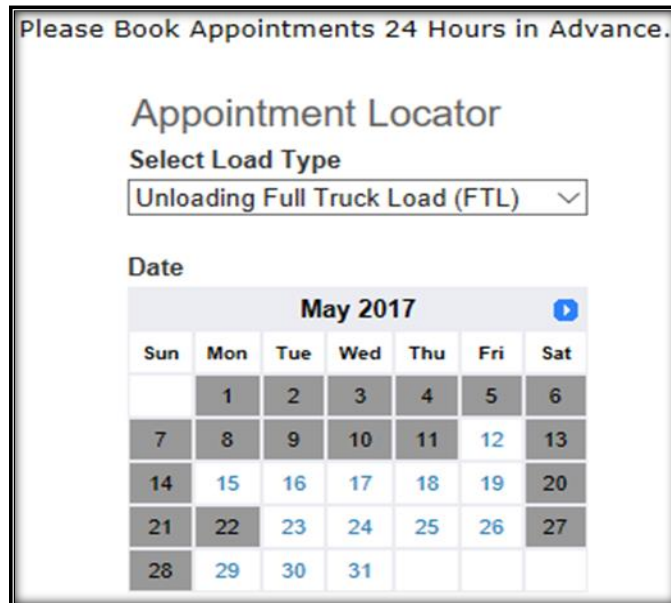 Please Book Appointments 24 Hours in Advance.
Appointment Locator
Select Load Type
Unloading Full Truck Load (FTL)
Date
May 2017
Sun Mon Tue Wed Thu Fri Sat
1 2 3 4 5 6
7 8 9 10 11 12 13
14 15 16 17 18 19 20
21 22 23 24 25 26 27
28 29 30 31